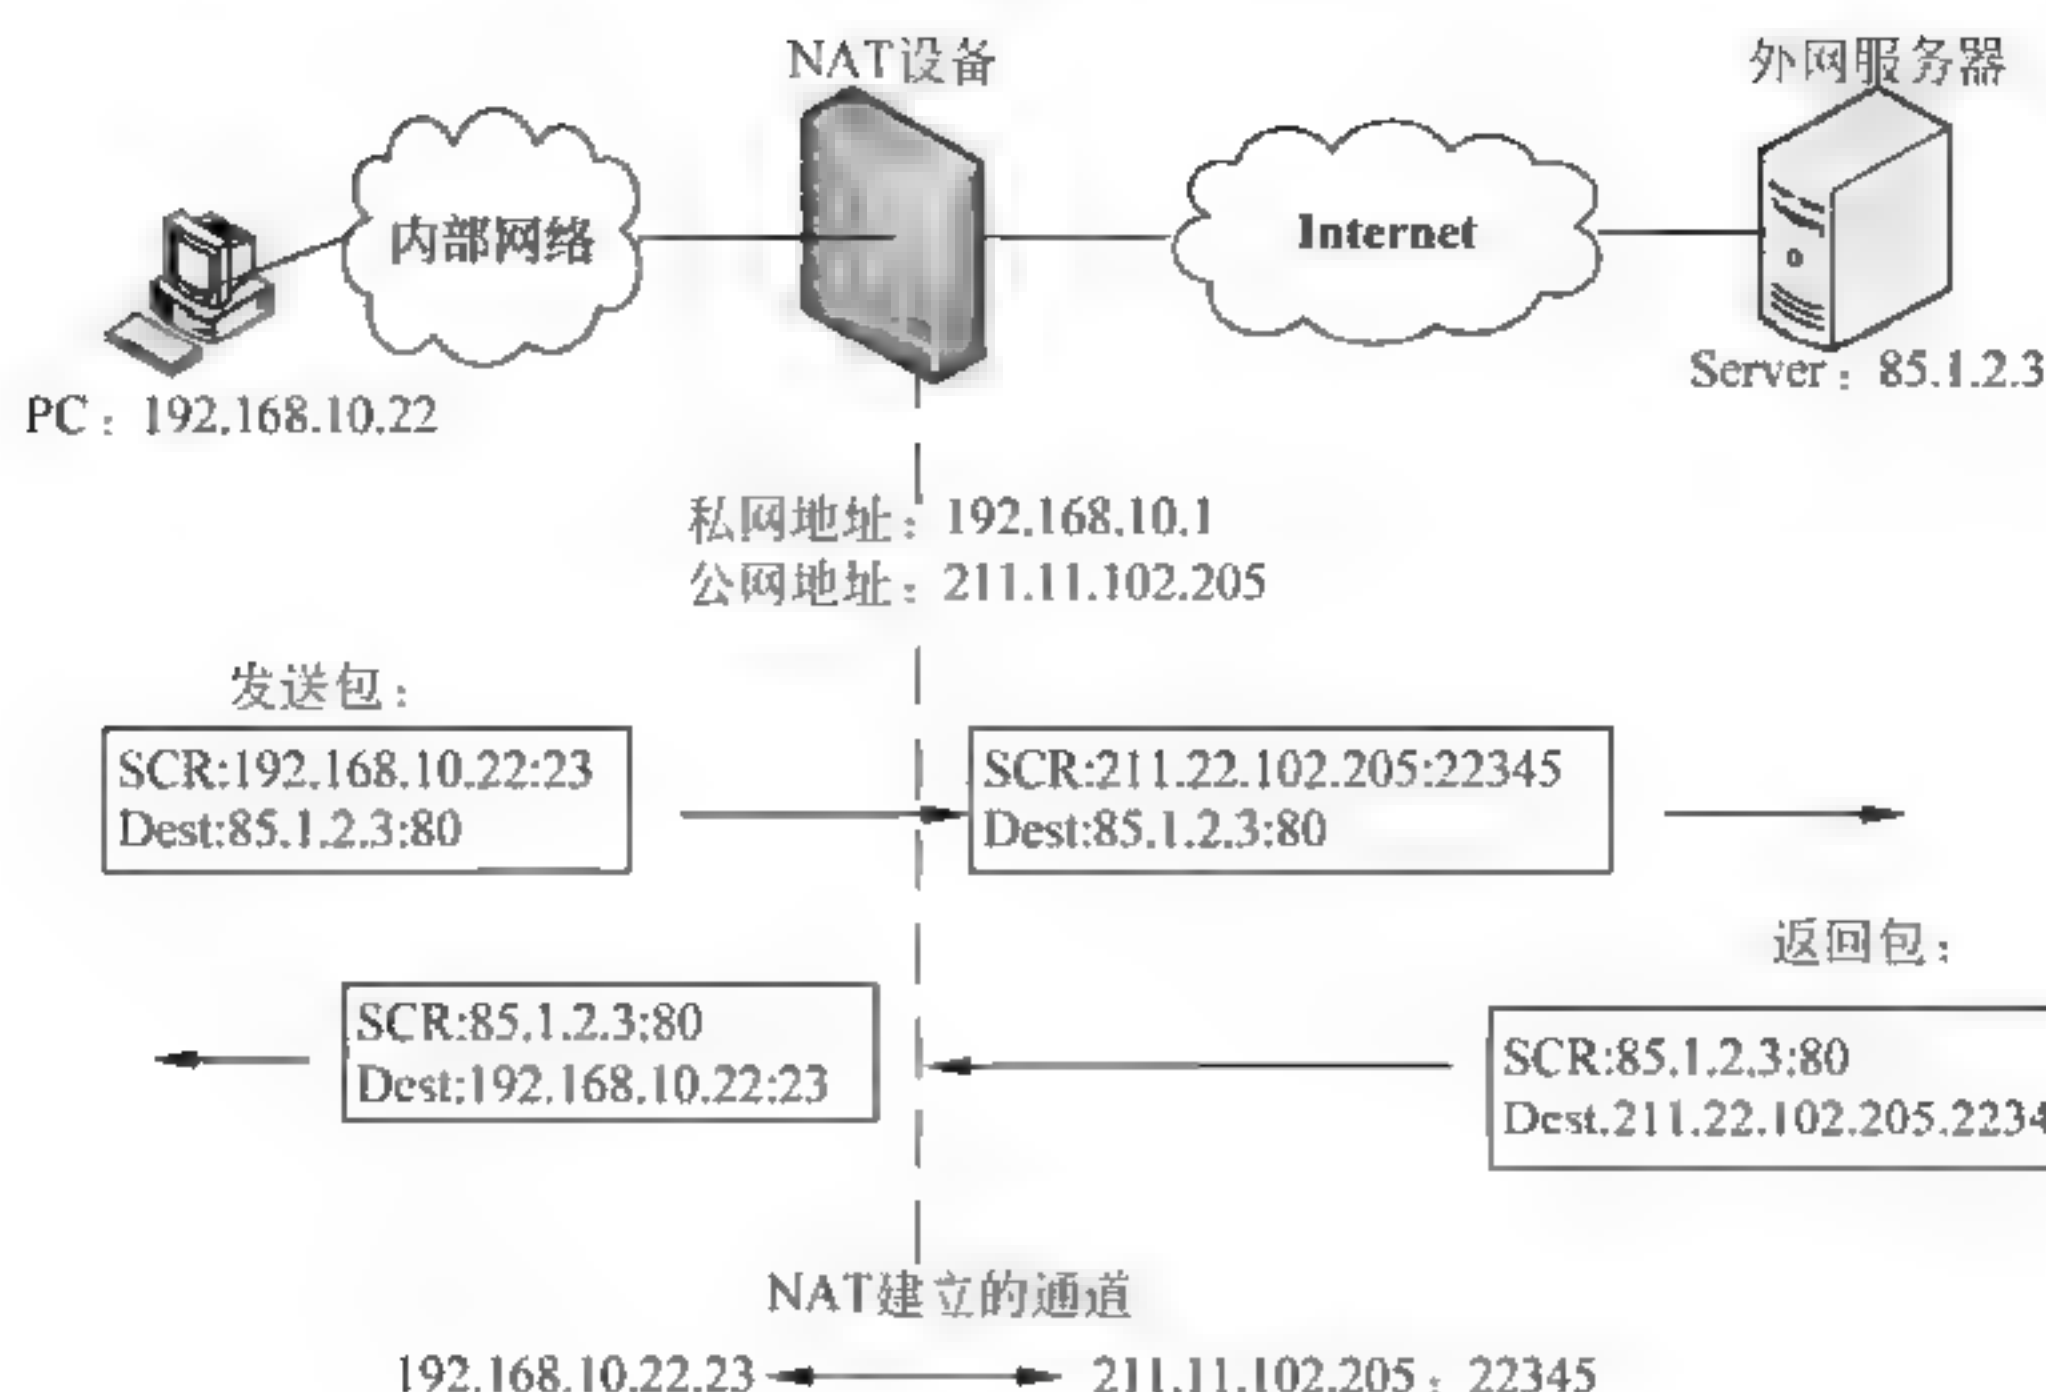 NAT设备
外网服务器
内部网络
Internet
PC：192.168.10.22
Server：85.1.2.3
私网地址：192.168.10.1
公网地址：211.11.102.205
发送包：
SCR:192.168.10.22:23
Dest:85.1.2.3:80
SCR:211.22.102.205:22345
Dest:85.1.2.3:80
返回包：
SCR:85.1.2.3:80
Dest:192.168.10.22:23
SCR:85.1.2.3:80
Dest.211.22.102.205.2234
NAT建立的通道
192.168.10.22.23
211.11.102.205：22345